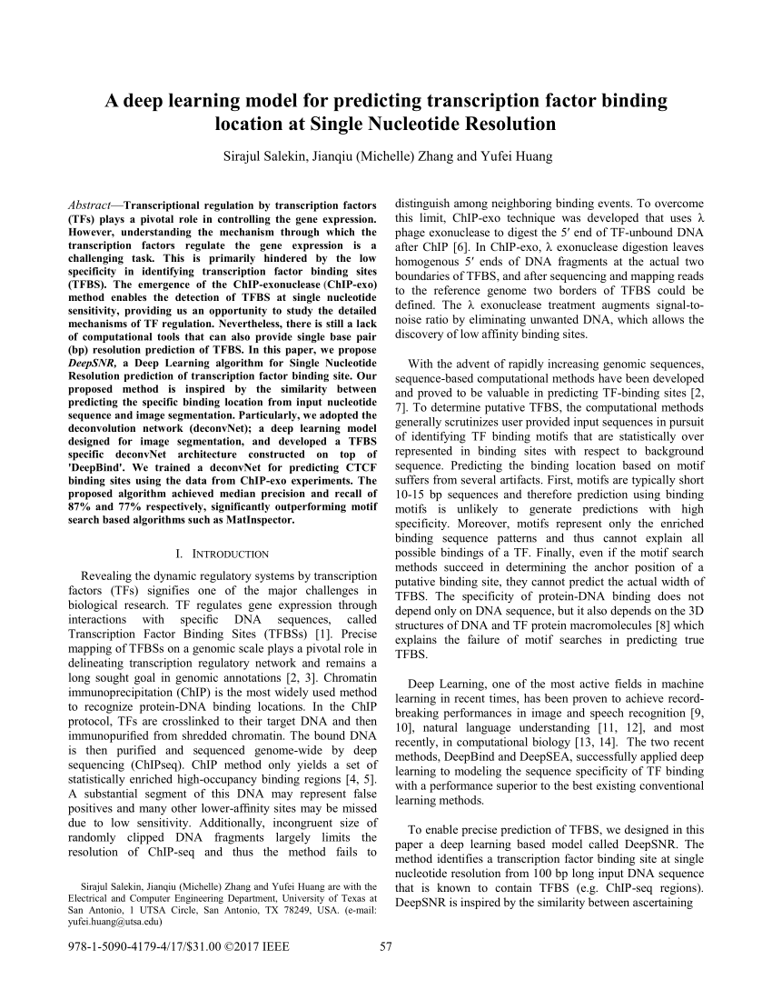 A deep learning model for predicting transcription factor binding
location at Single Nucleotide Resolution
Sirajul Salekin, Jianqiu (Michelle) Zhang and Yufei Huang
Abstract—Transcriptional regulation by transcription factors
(TFs) plays a pivotal role in controlling the gene expression.
However, understanding the mechanism through which the
transcription factors regulate the gene expression is a
challenging task. This is primarily hindered by the low
specificity in identifying transcription factor binding sites
(TFBS). The emergence of the ChIP-exonuclease (ChIP-exo)
method enables the detection of TFBS at single nucleotide
sensitivity, providing us an opportunity to study the detailed
mechanisms of TF regulation. Nevertheless, there is still a lack
of computational tools that can also provide single base pair
(bp) resolution prediction of TFBS. In this paper, we propose
DeepSNR, a Deep Learning algorithm for Single Nucleotide
Resolution prediction of transcription factor binding site. Our
proposed method is inspired by the similarity between
predicting the specific binding location from input nucleotide
sequence and image segmentation. Particularly, we adopted the
deconvolution network (deconvNet); a deep learning model
designed for image segmentation, and developed a TFBS
specific deconvNet architecture constructed on top of
'DeepBind'. We trained a deconvNet for predicting CTCF
binding sites using the data from ChIP-exo experiments. The
proposed algorithm achieved median precision and recall of
87% and 77% respectively, significantly outperforming motif
search based algorithms such as MatInspector.
I. INTRODUCTION
Revealing the dynamic regulatory systems by transcription
factors (TFs) signifies one of the major challenges in
biological research. TF regulates gene expression through
interactions with specific DNA sequences, called
Transcription Factor Binding Sites (TFBSs) [1]. Precise
mapping of TFBSs on a genomic scale plays a pivotal role in
delineating transcription regulatory network and remains a
long sought goal in genomic annotations [2, 3]. Chromatin
immunoprecipitation (ChIP) is the most widely used method
to recognize protein-DNA binding locations. In the ChIP
protocol, TFs are crosslinked to their target DNA and then
immunopurified from shredded chromatin. The bound DNA
is then purified and sequenced genome-wide by deep
sequencing (ChIPseq). ChIP method only yields a set of
statistically enriched high-occupancy binding regions [4, 5].
A substantial segment of this DNA may represent false
positives and many other lower-affinity sites may be missed
due to low sensitivity. Additionally, incongruent size of
randomly clipped DNA fragments largely limits the
resolution of ChIP-seq and thus the method fails to
Sirajul Salekin, Jianqiu (Michelle) Zhang and Yufei Huang are with the
Electrical and Computer Engineering Department, University of Texas at
San Antonio, 1 UTSA Circle, San Antonio, TX 78249, USA. (e-mail:
yufei.huang@utsa.edu)
distinguish among neighboring binding events. To overcome
this limit, ChIP-exo technique was developed that uses λ
phage exonuclease to digest the 5′ end of TF-unbound DNA
after ChIP [6]. In ChIP-exo, λ exonuclease digestion leaves
homogenous 5′ ends of DNA fragments at the actual two
boundaries of TFBS, and after sequencing and mapping reads
to the reference genome two borders of TFBS could be
defined. The λ exonuclease treatment augments signal-to-
noise ratio by eliminating unwanted DNA, which allows the
discovery of low affinity binding sites.
With the advent of rapidly increasing genomic sequences,
sequence-based computational methods have been developed
and proved to be valuable in predicting TF-binding sites [2,
7]. To determine putative TFBS, the computational methods
generally scrutinizes user provided input sequences in pursuit
of identifying TF binding motifs that are statistically over
represented in binding sites with respect to background
sequence. Predicting the binding location based on motif
suffers from several artifacts. First, motifs are typically short
10-15 bp sequences and therefore prediction using binding
motifs is unlikely to generate predictions with high
specificity. Moreover, motifs represent only the enriched
binding sequence patterns and thus cannot explain all
possible bindings of a TF. Finally, even if the motif search
methods succeed in determining the anchor position of a
putative binding site, they cannot predict the actual width of
TFBS. The specificity of protein-DNA binding does not
depend only on DNA sequence, but it also depends on the 3D
structures of DNA and TF protein macromolecules [8] which
explains the failure of motif searches in predicting true
TFBS.
Deep Learning, one of the most active fields in machine
learning in recent times, has been proven to achieve record-
breaking performances in image and speech recognition [9,
10], natural language understanding [11, 12], and most
recently, in computational biology [13, 14]. The two recent
methods, DeepBind and DeepSEA, successfully applied deep
learning to modeling the sequence specificity of TF binding
with a performance superior to the best existing conventional
learning methods.
To enable precise prediction of TFBS, we designed in this
paper a deep learning based model called DeepSNR. The
method identifies a transcription factor binding site at single
nucleotide resolution from 100 bp long input DNA sequence
that is known to contain TFBS (e.g. ChIP-seq regions).
DeepSNR is inspired by the similarity between ascertaining
978-1-5090-4179-4/17/$31.00 ©2017 IEEE
57